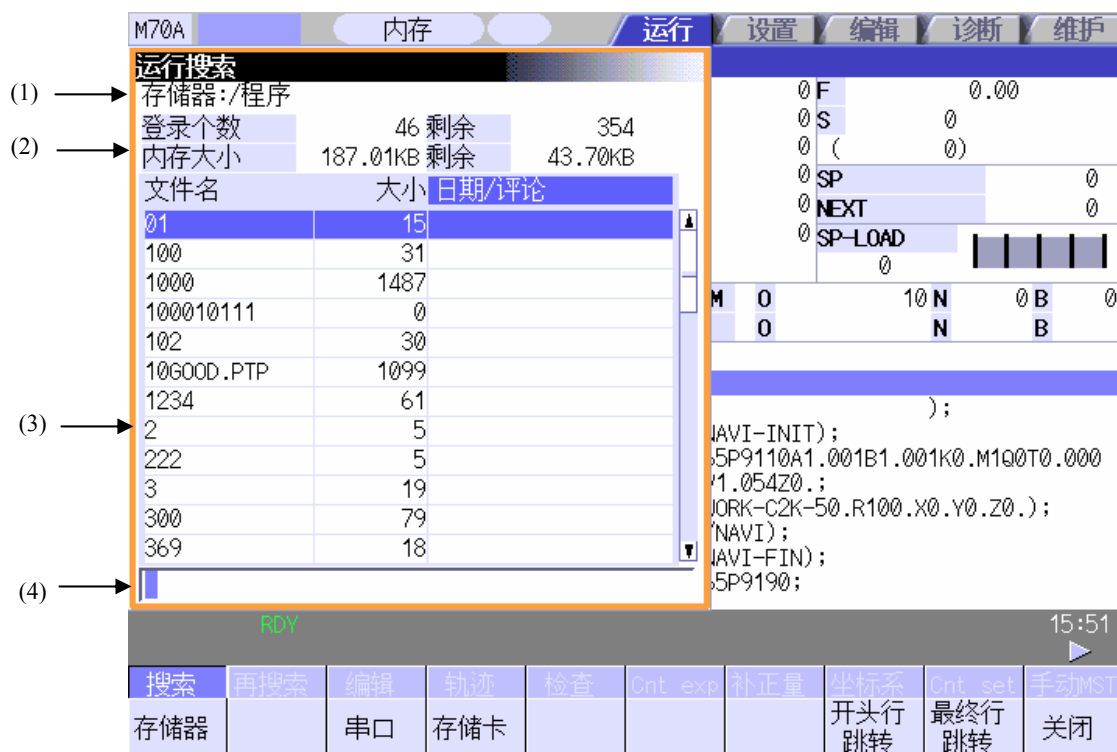 M70A 内存 运行 设置 编辑 诊断 维护
运行搜索
(1) 存储器:/程序
登录个数 46 剩余 354
(2) 内存大小 187.01KB 剩余 43.70KB
文件名 大小 日期/评论
01 15
100 31
1000 1487
100010111 0
102 30
10GOOD.PTP 1099
1234 61
(3) 2 5
222 5
3 19
300 79
369 18
(4)
0 F 0.00
0 S 0
0 ( 0)
0 SP 0
0 NEXT 0
0 SP-LOAD
0
M O 10 N 0 B 0
O N B
);
NAVI-INIT);
65P9110A1.001B1.001K0.M1Q0T0.000
Y1.054Z0.;
WORK-C2K-50.R100.X0.Y0.Z0.);
NAVI);
NAVI-FIN);
65P9190;
RDY 15:51
搜索 再搜索 编辑 轨迹 检查 Cnt exp 补正量 坐标系 Cnt set 手动MST
存储器 串口 存储卡 开头行跳转 最终行跳转 关闭